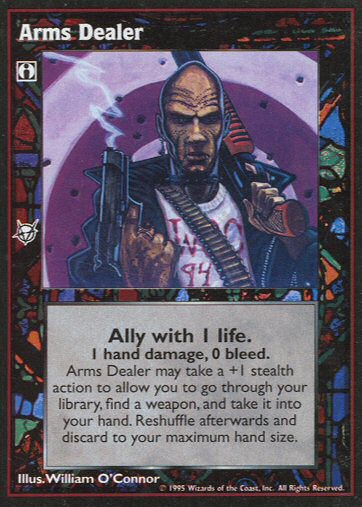 Arms Dealer
94
Ally with 1 life.
1 hand damage, 0 bleed.
Arms Dealer may take a +1 stealth
action to allow you to go through your
library, find a weapon, and take it into
your hand. Reshuffle afterwards and
discard to your maximum hand size.
Illus.William O'Connor
© 1995 Wizards of the Coast, Inc. All Rights Reserved.